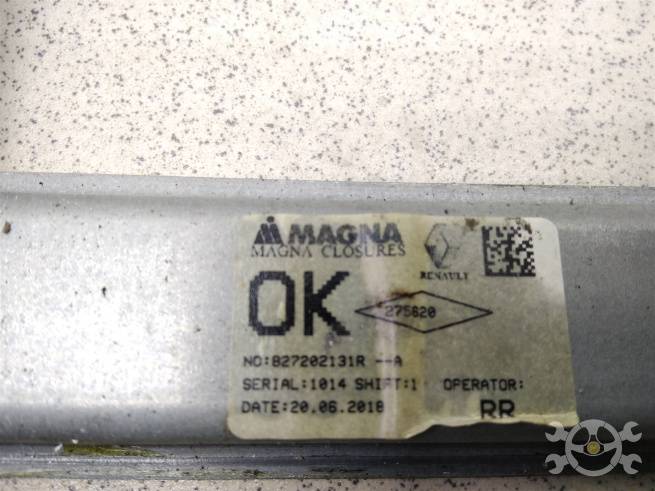 MAGNA
MAGNA CLOSURES
RENAULT
OK
275620
NO:827202131R --A
SERIAL:1014 SHIFT:1 OPERATOR:
DATE:20.06.2018 RR